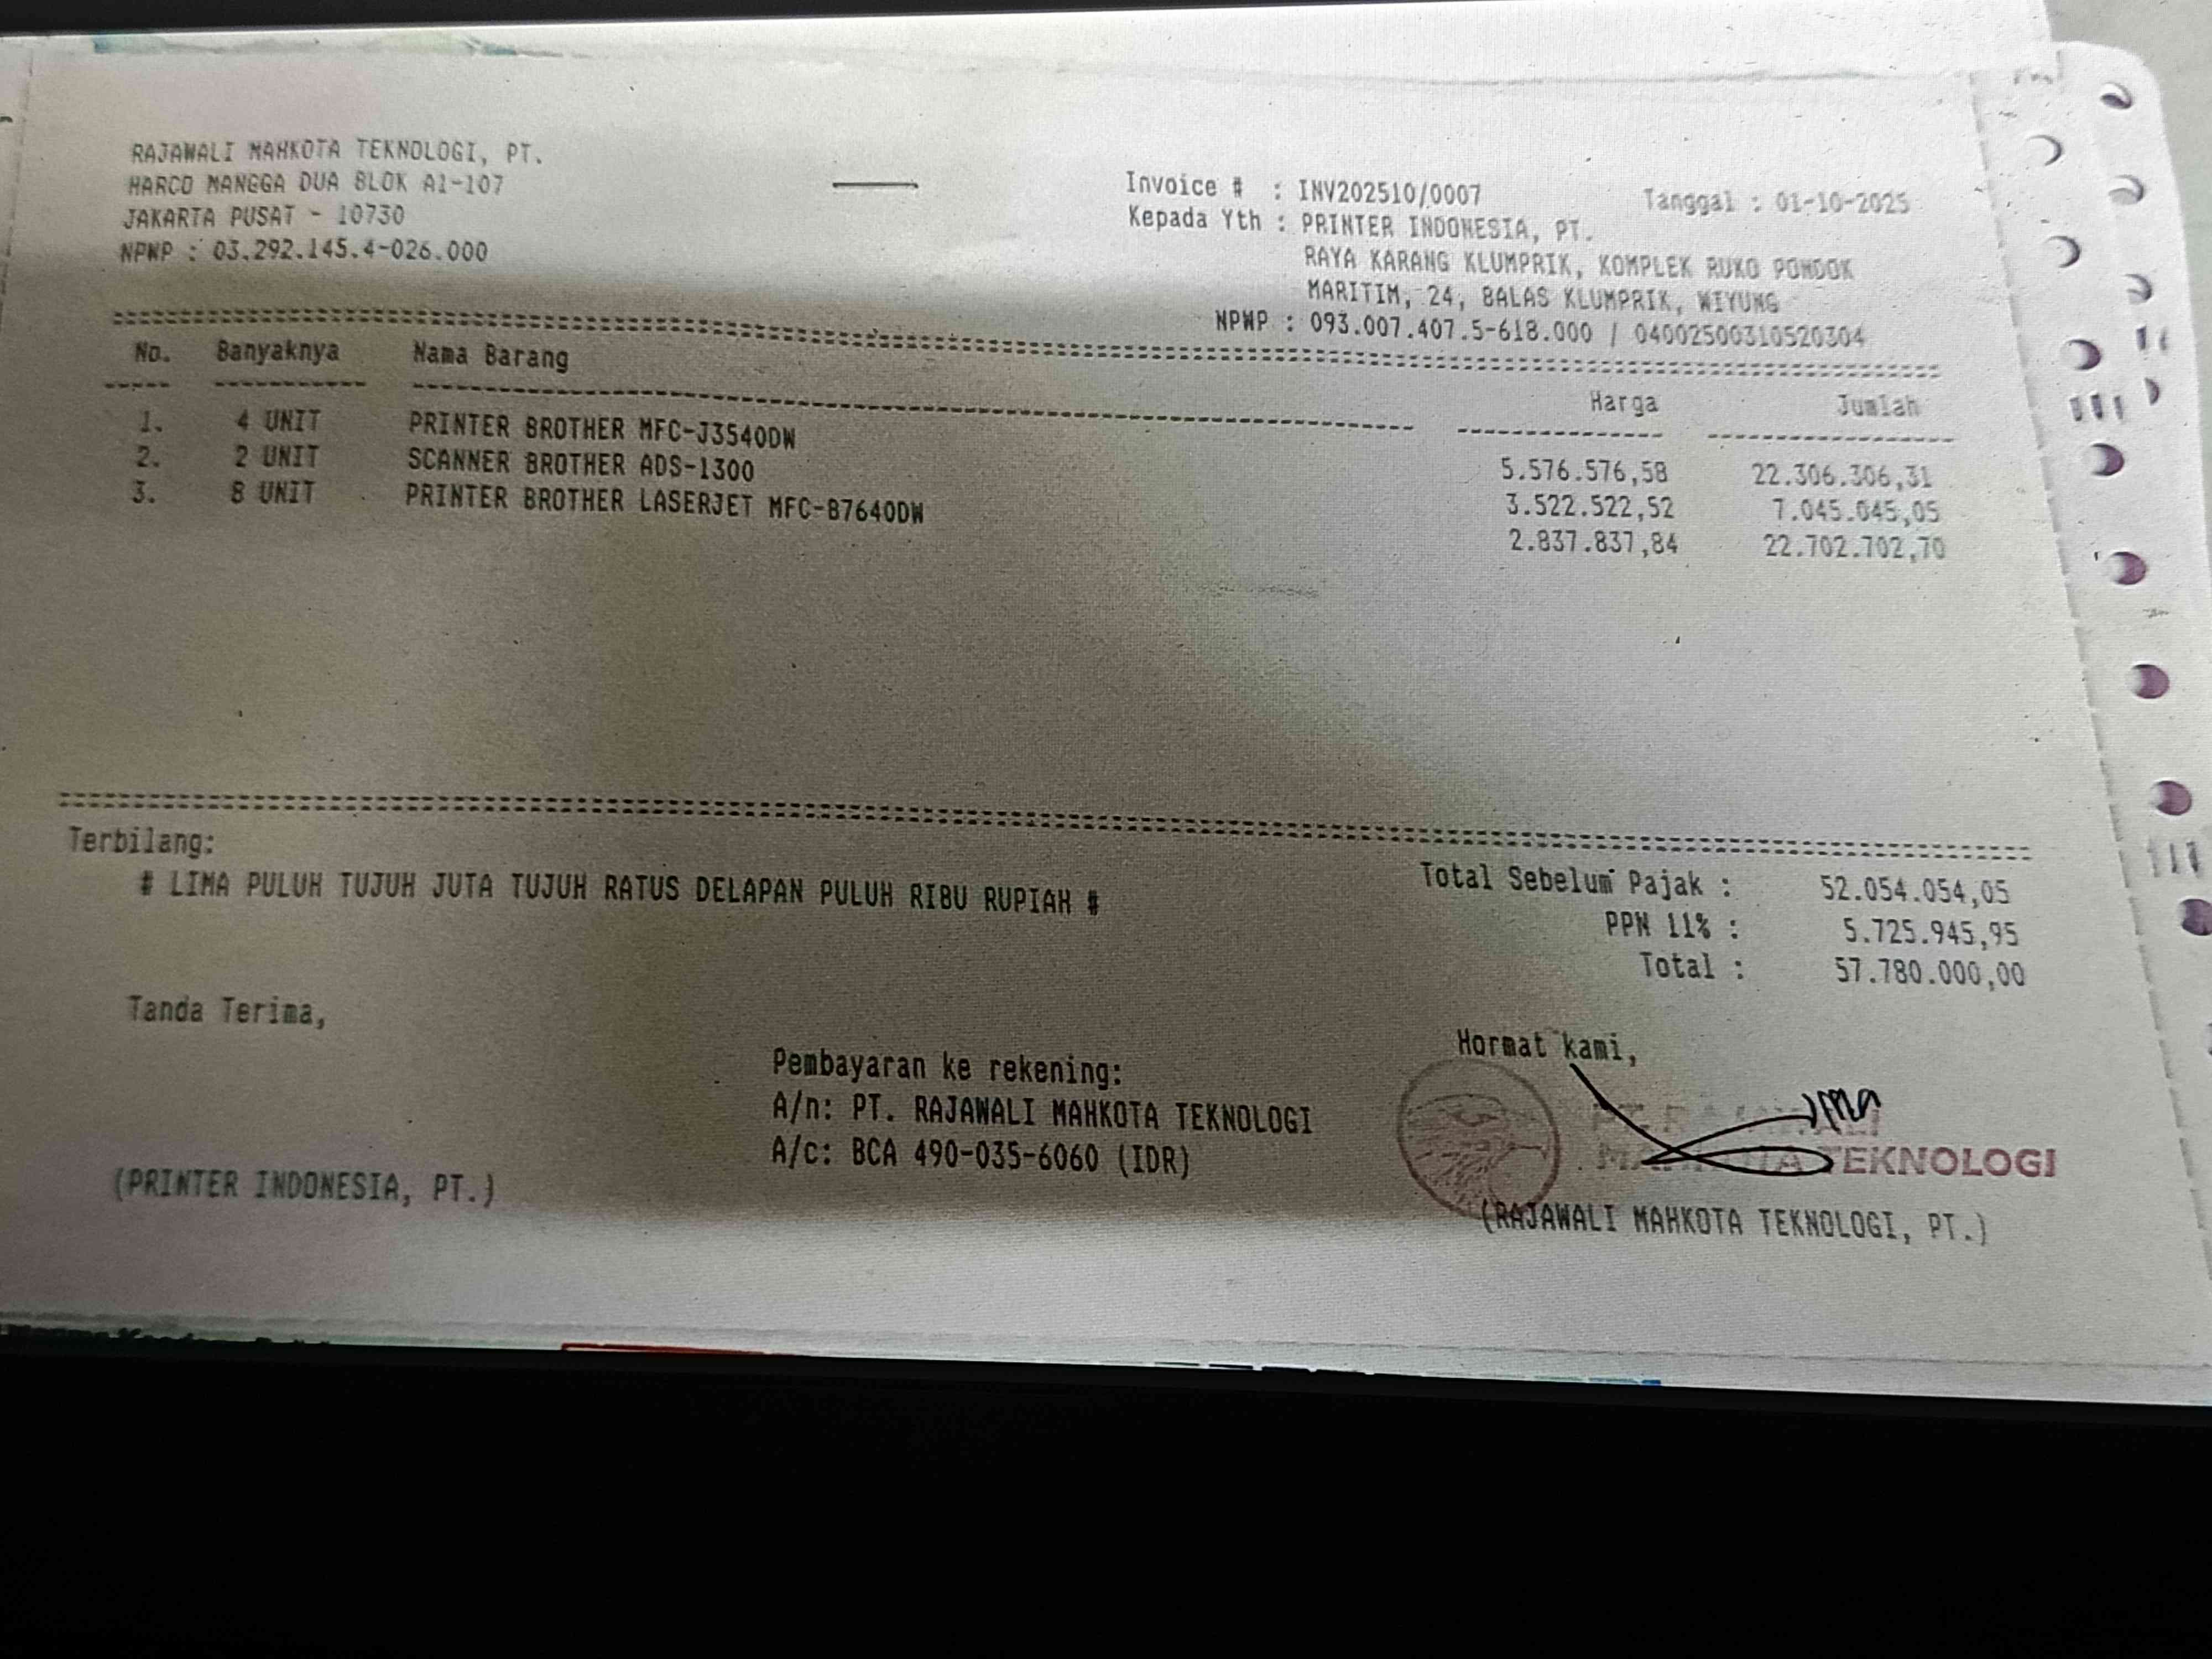 RAJAWALI MAHKOTA TEKNOLOGI, PT.
HARCO MANGGA DUA BLOK A1-107
JAKARTA PUSAT - 10730
NPWP : 03.292.145.4-026.000
Invoice # : INV202510/0007 Tanggal : 01-10-2025
Kepada Yth : PRINTER INDONESIA, PT.
RAYA KARANG KLUMPRIK, KOMPLEK RUKO PONDOK
MARITIM, 24, BALAS KLUMPRIK, WIYUNG
NPWP : 093.007.407.5-618.000 / 04002500310520304
No. Banyaknya Nama Barang Harga Jumlah
1. 4 UNIT PRINTER BROTHER MFC-J3540DW 5.576.576,58 22.306.306,31
2. 2 UNIT SCANNER BROTHER ADS-1300 3.522.522,52 7.045.045,05
3. 8 UNIT PRINTER BROTHER LASERJET MFC-B7640DW 2.837.837,84 22.702.702,70
Terbilang:
# LIMA PULUH TUJUH JUTA TUJUH RATUS DELAPAN PULUH RIBU RUPIAH #
Total Sebelum Pajak : 52.054.054,05
PPN 11% : 5.725.945,95
Total : 57.780.000,00
Tanda Terima,
(PRINTER INDONESIA, PT.)
Pembayaran ke rekening:
A/n: PT. RAJAWALI MAHKOTA TEKNOLOGI
A/c: BCA 490-035-6060 (IDR)
Hormat kami,
PT. RAJAWALI
MAHKOTA TEKNOLOGI
(RAJAWALI MAHKOTA TEKNOLOGI, PT.)